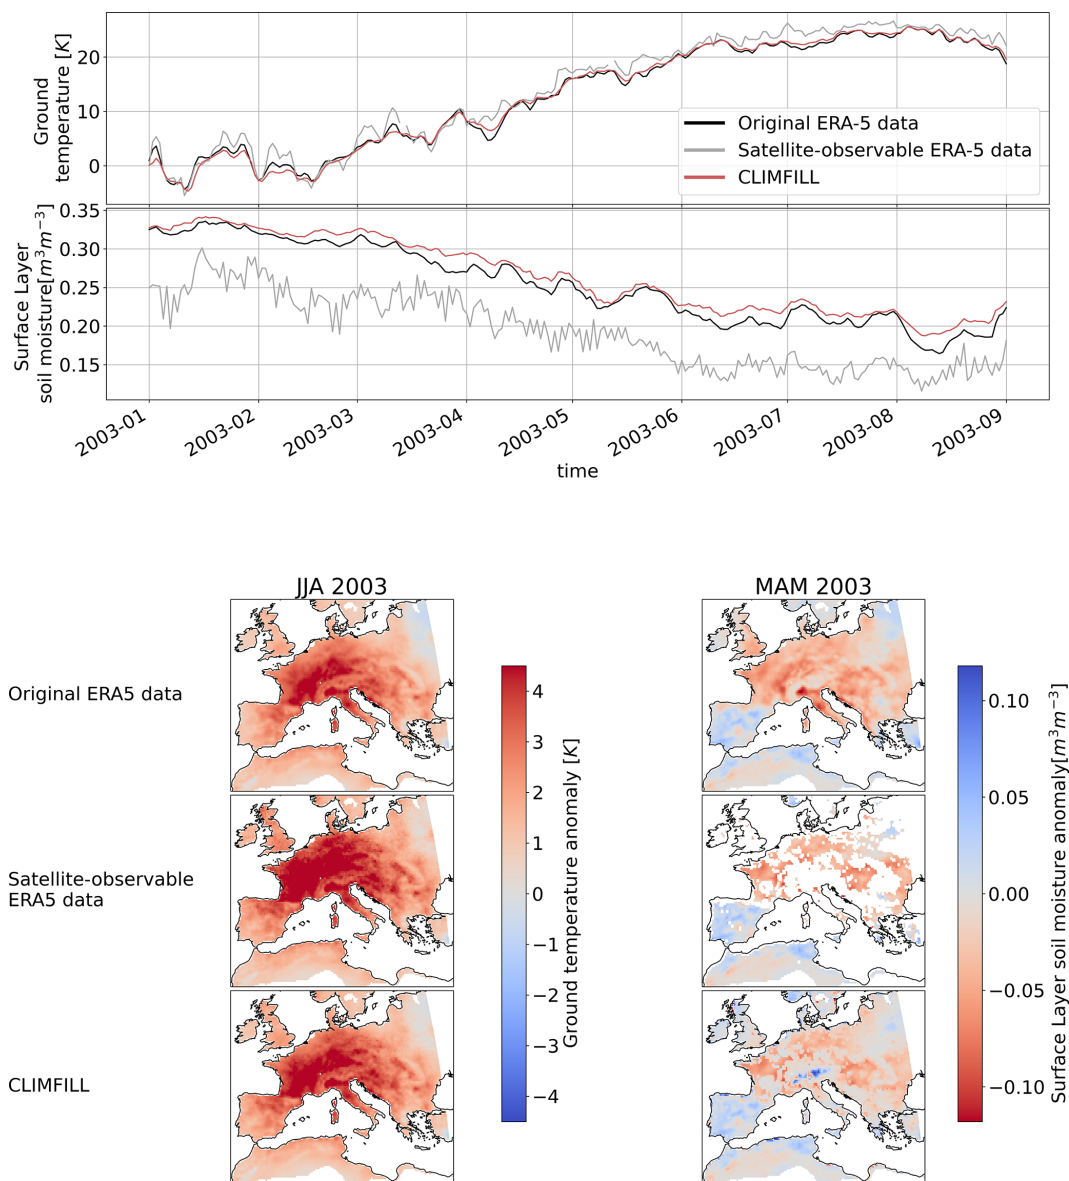 Ground
temperature [K]
20
10
0
Original ERA-5 data
Satellite-observable ERA-5 data
CLIMFILL
Surface Layer
soil moisture[m³m⁻³]
0.35
0.30
0.25
0.20
0.15
2003-01
2003-02
2003-03
2003-04
2003-05
2003-06
2003-07
2003-08
2003-09
time
JJA 2003
MAM 2003
Original ERA5 data
Satellite-observable
ERA5 data
CLIMFILL
4
3
2
1
0
−1
−2
−3
−4
Ground temperature anomaly [K]
0.10
0.05
0.00
−0.05
−0.10
Surface Layer soil moisture anomaly[m³m⁻³]